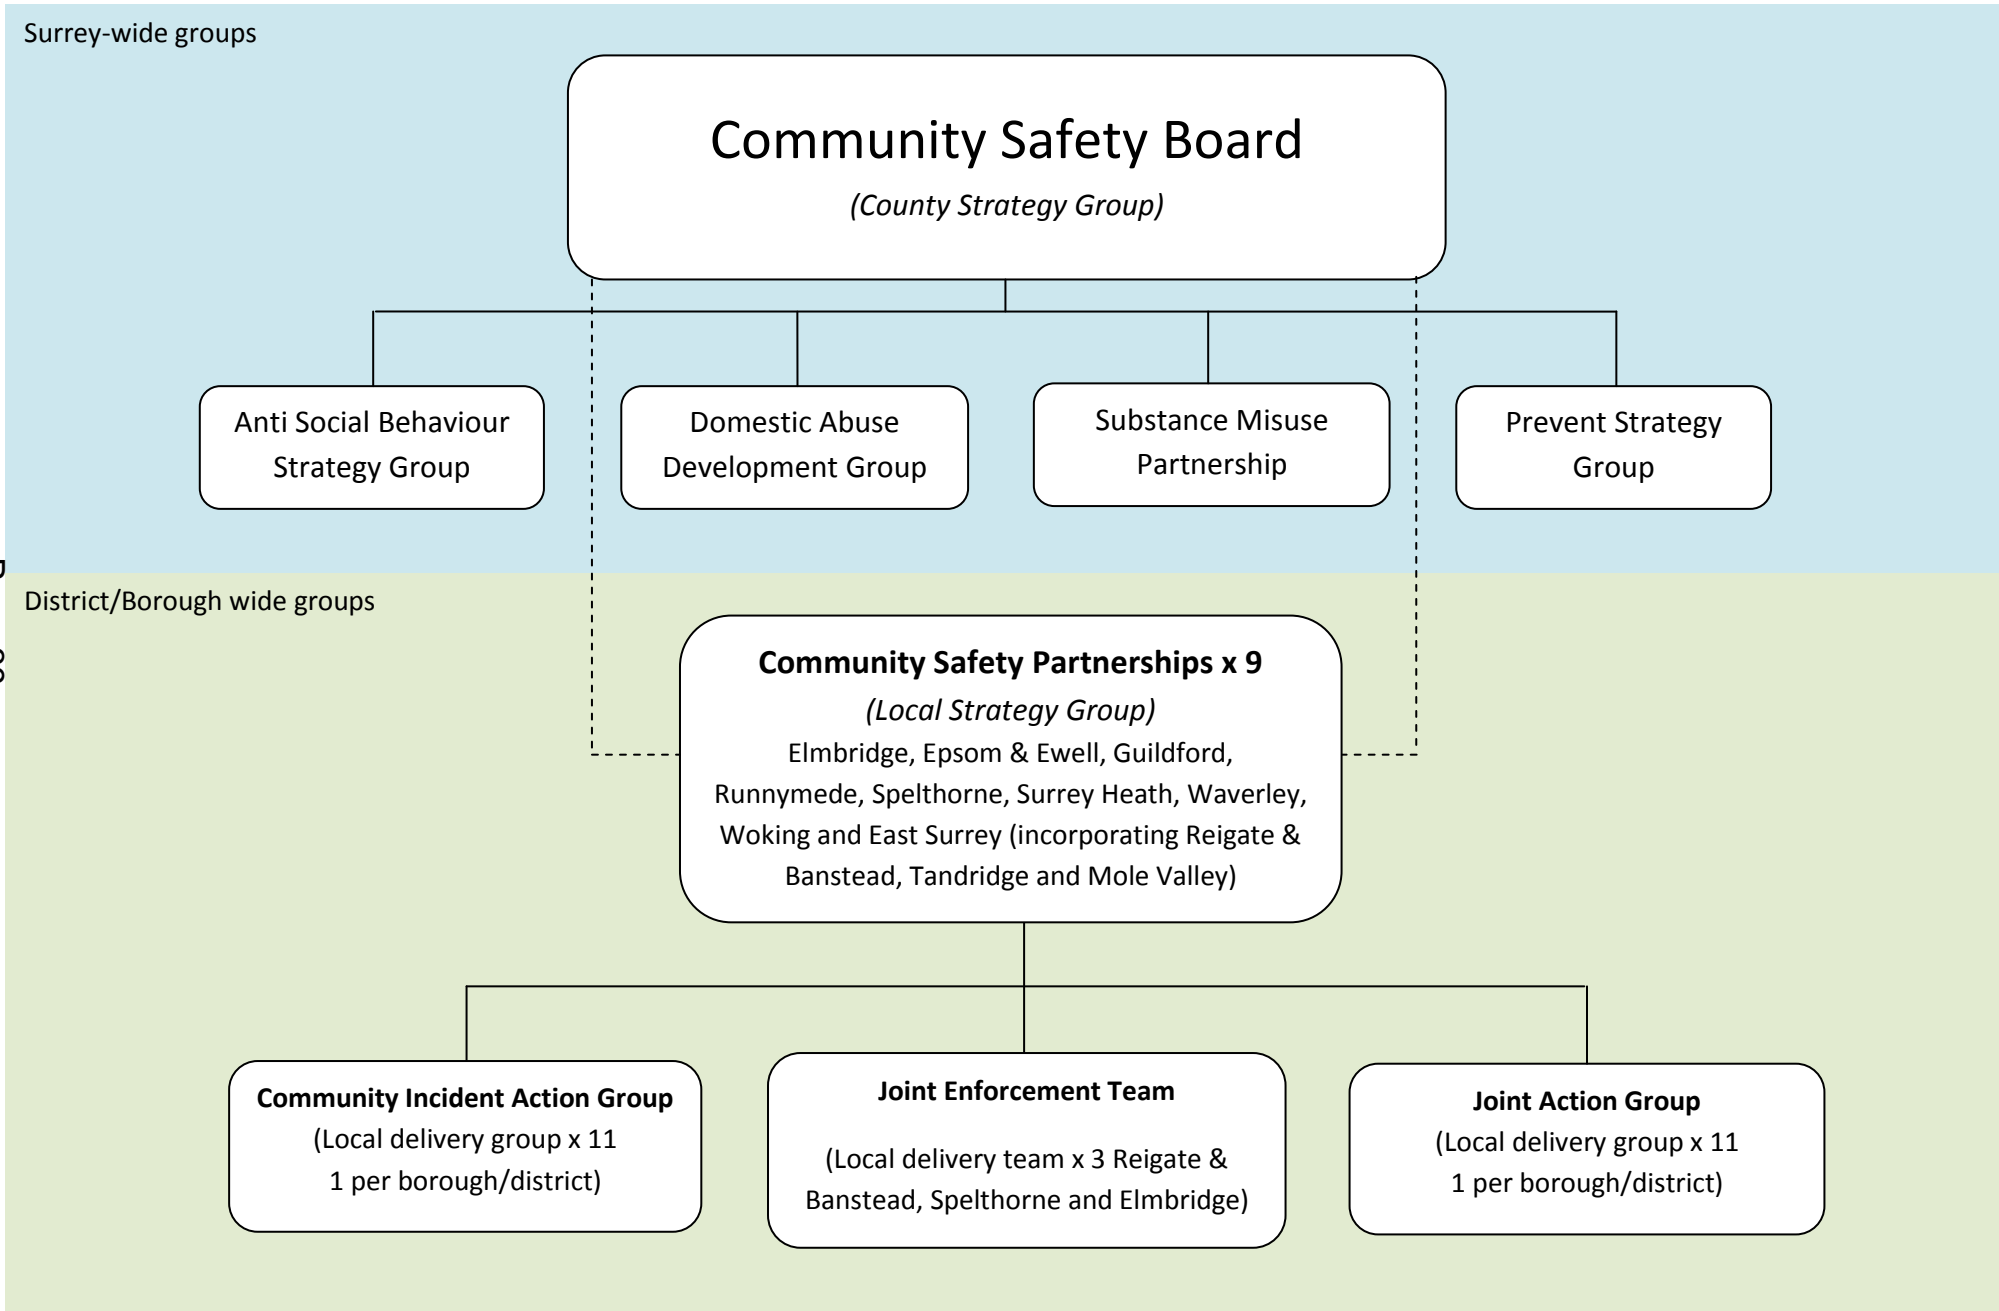 Surrey-wide groups
Community Safety Board
(County Strategy Group)
Anti Social Behaviour
Strategy Group
Domestic Abuse
Development Group
Substance Misuse
Partnership
Prevent Strategy
Group
District/Borough wide groups
Community Safety Partnerships x 9
(Local Strategy Group)
Elmbridge, Epsom & Ewell, Guildford,
Runnymede, Spelthorne, Surrey Heath, Waverley,
Woking and East Surrey (incorporating Reigate &
Banstead, Tandridge and Mole Valley)
Community Incident Action Group
(Local delivery group x 11
1 per borough/district)
Joint Enforcement Team
(Local delivery team x 3 Reigate &
Banstead, Spelthorne and Elmbridge)
Joint Action Group
(Local delivery group x 11
1 per borough/district)